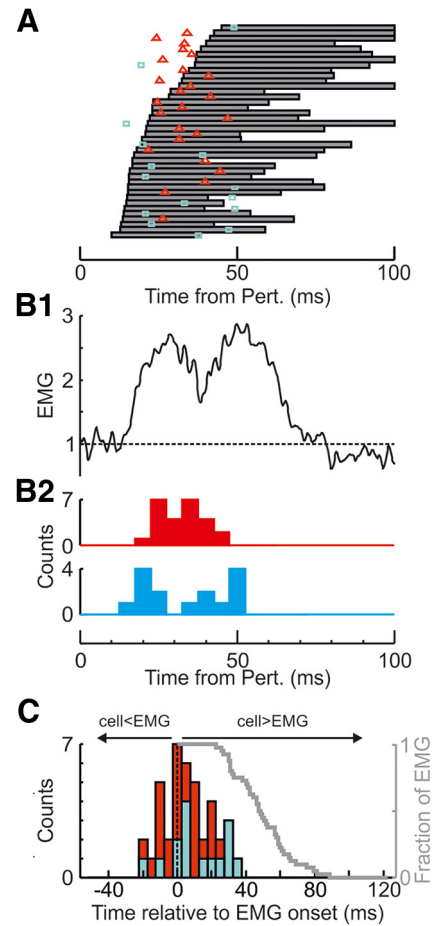 A
0 50 100
Time from Pert. (ms)
B1
3
2
1
EMG
B2
7
0
4
0
Counts
0 50 100
Time from Pert. (ms)
C
cell<EMG cell>EMG
7
0
Counts
1
0
Fraction of EMG
-40 0 40 80 120
Time relative to EMG onset (ms)